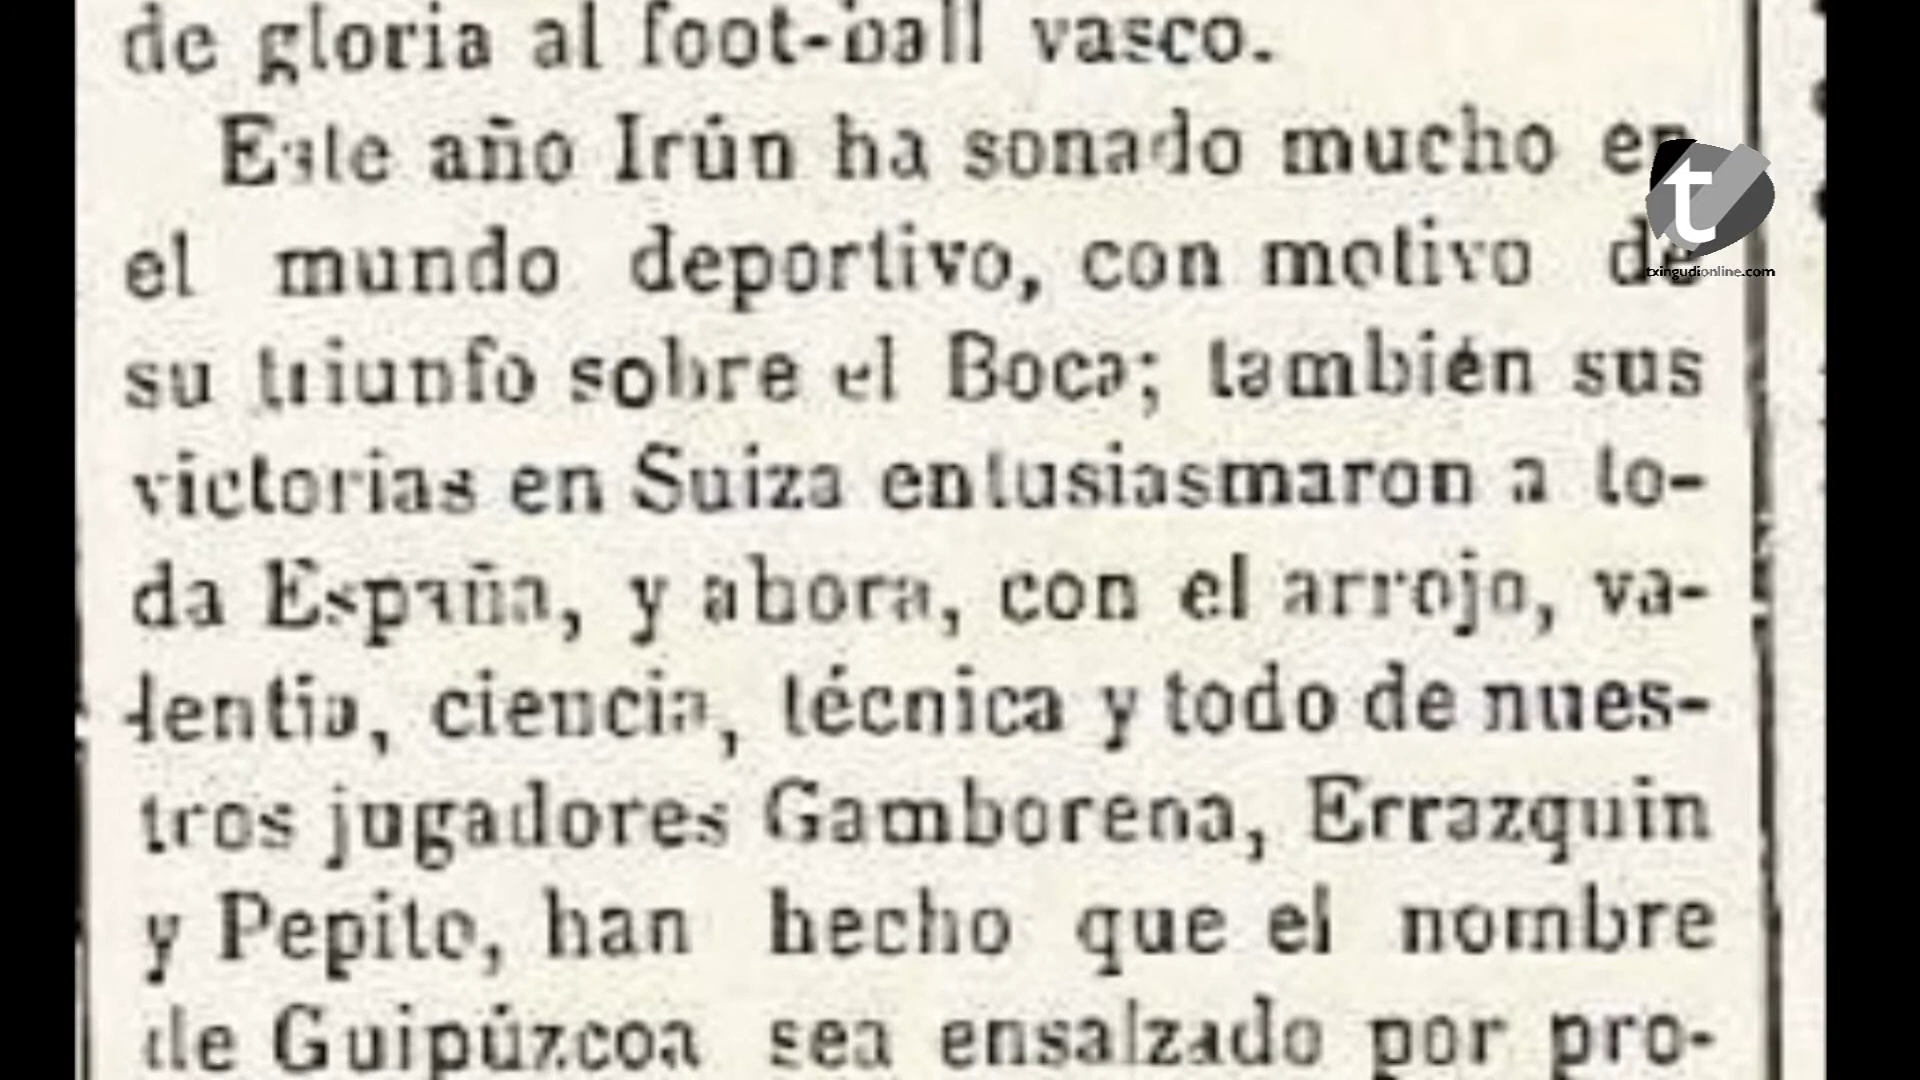 de gloria al foot-ball vasco.
Este año Irún ha sonado mucho en
el mundo deportivo, con motivo de
su triunfo sobre el Boca; también sus
victorias en Suiza entusiasmaron a to-
da España, y ahora, con el arrojo, va-
lentia, ciencia, técnica y todo de nues-
tros jugadores Gamborena, Errazquin
y Pepito, han hecho que el nombre
de Guipúzcoa sea ensalzado por pro-
t
txingudionline.com